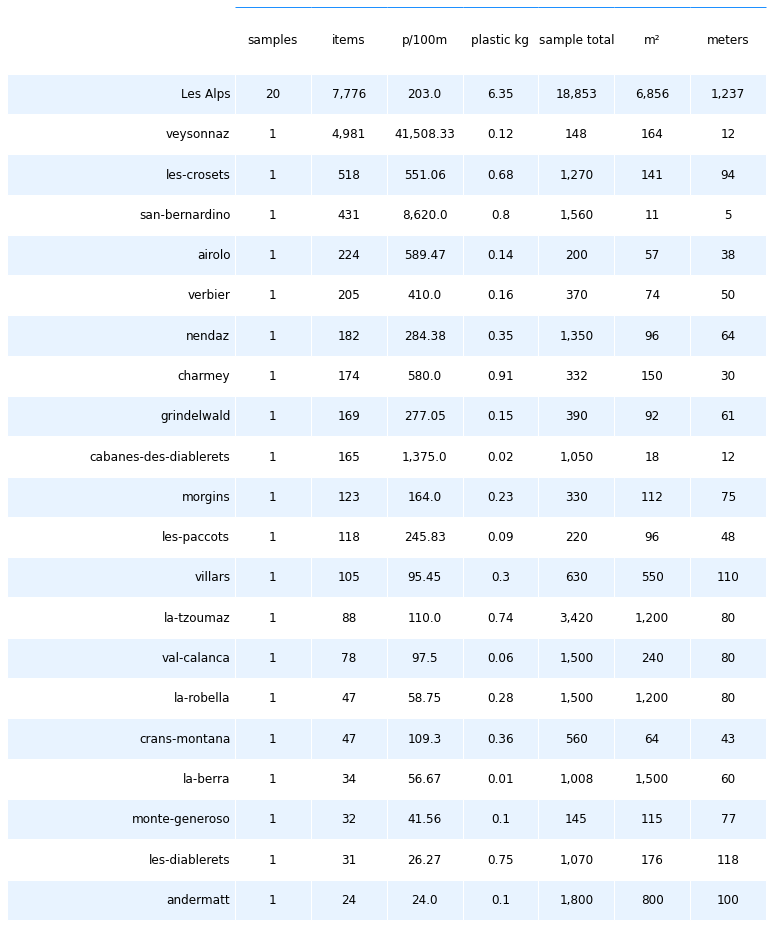 samples items p/100m plastic kg sample total m² meters
Les Alps 20 7,776 203.0 6.35 18,853 6,856 1,237
veysonnaz 1 4,981 41,508.33 0.12 148 164 12
les-crosets 1 518 551.06 0.68 1,270 141 94
san-bernardino 1 431 8,620.0 0.8 1,560 11 5
airolo 1 224 589.47 0.14 200 57 38
verbier 1 205 410.0 0.16 370 74 50
nendaz 1 182 284.38 0.35 1,350 96 64
charmey 1 174 580.0 0.91 332 150 30
grindelwald 1 169 277.05 0.15 390 92 61
cabanes-des-diablerets 1 165 1,375.0 0.02 1,050 18 12
morgins 1 123 164.0 0.23 330 112 75
les-paccots 1 118 245.83 0.09 220 96 48
villars 1 105 95.45 0.3 630 550 110
la-tzoumaz 1 88 110.0 0.74 3,420 1,200 80
val-calanca 1 78 97.5 0.06 1,500 240 80
la-robella 1 47 58.75 0.28 1,500 1,200 80
crans-montana 1 47 109.3 0.36 560 64 43
la-berra 1 34 56.67 0.01 1,008 1,500 60
monte-generoso 1 32 41.56 0.1 145 115 77
les-diablerets 1 31 26.27 0.75 1,070 176 118
andermatt 1 24 24.0 0.1 1,800 800 100